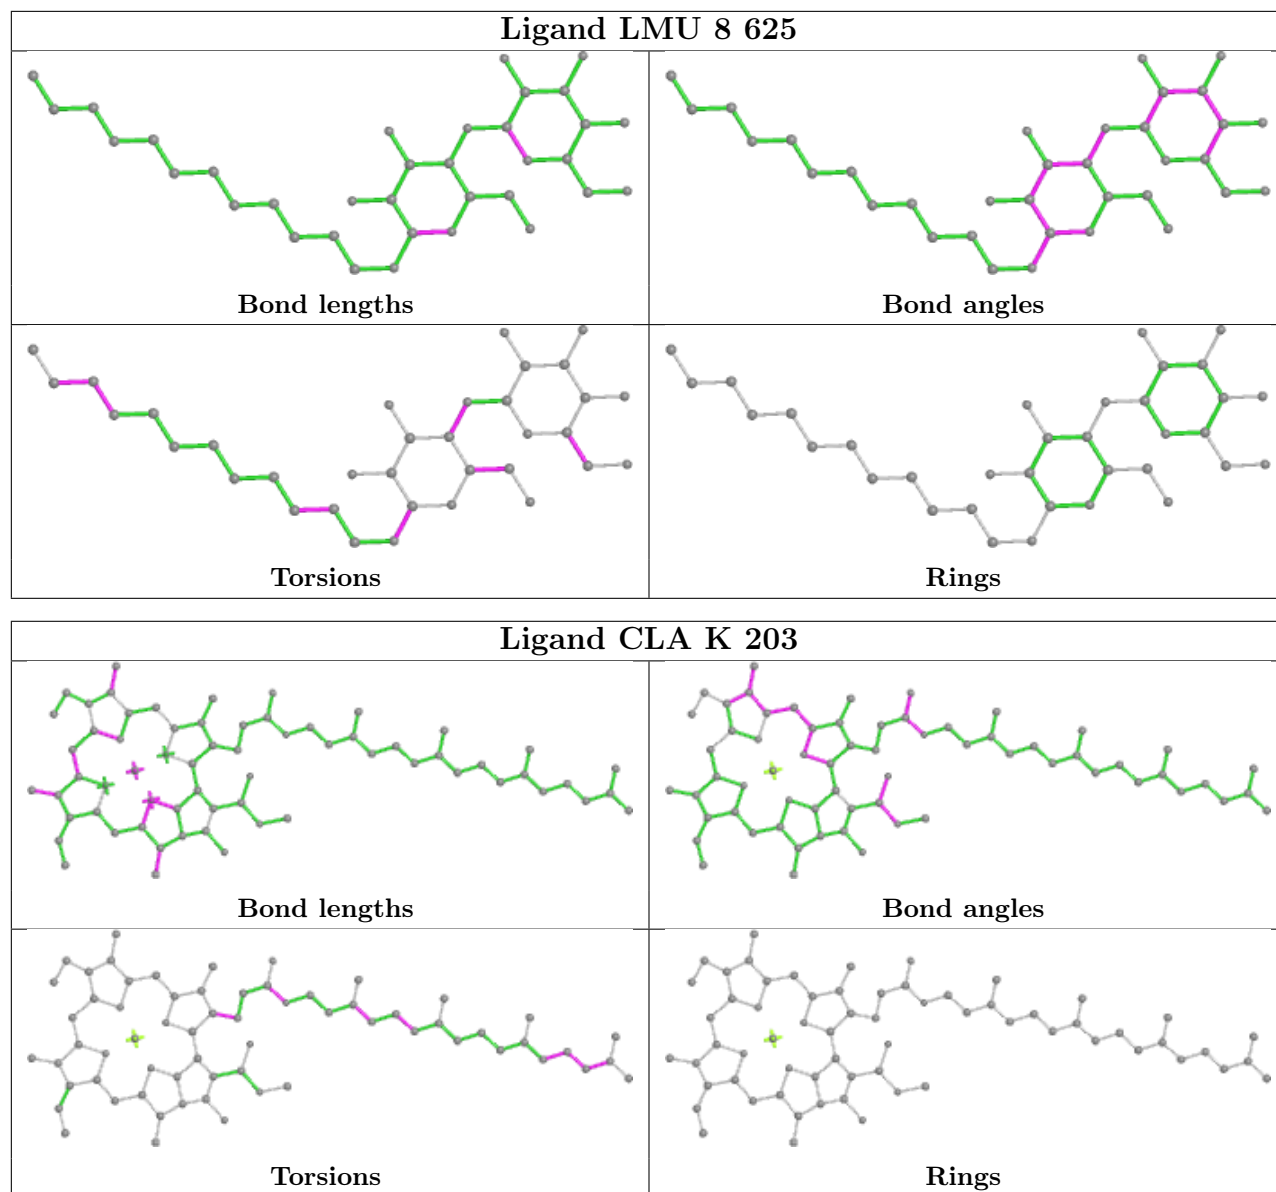 Ligand LMU 8 625
Bond lengths
Bond angles
Torsions
Rings
Ligand CLA K 203
Bond lengths
Bond angles
Torsions
Rings